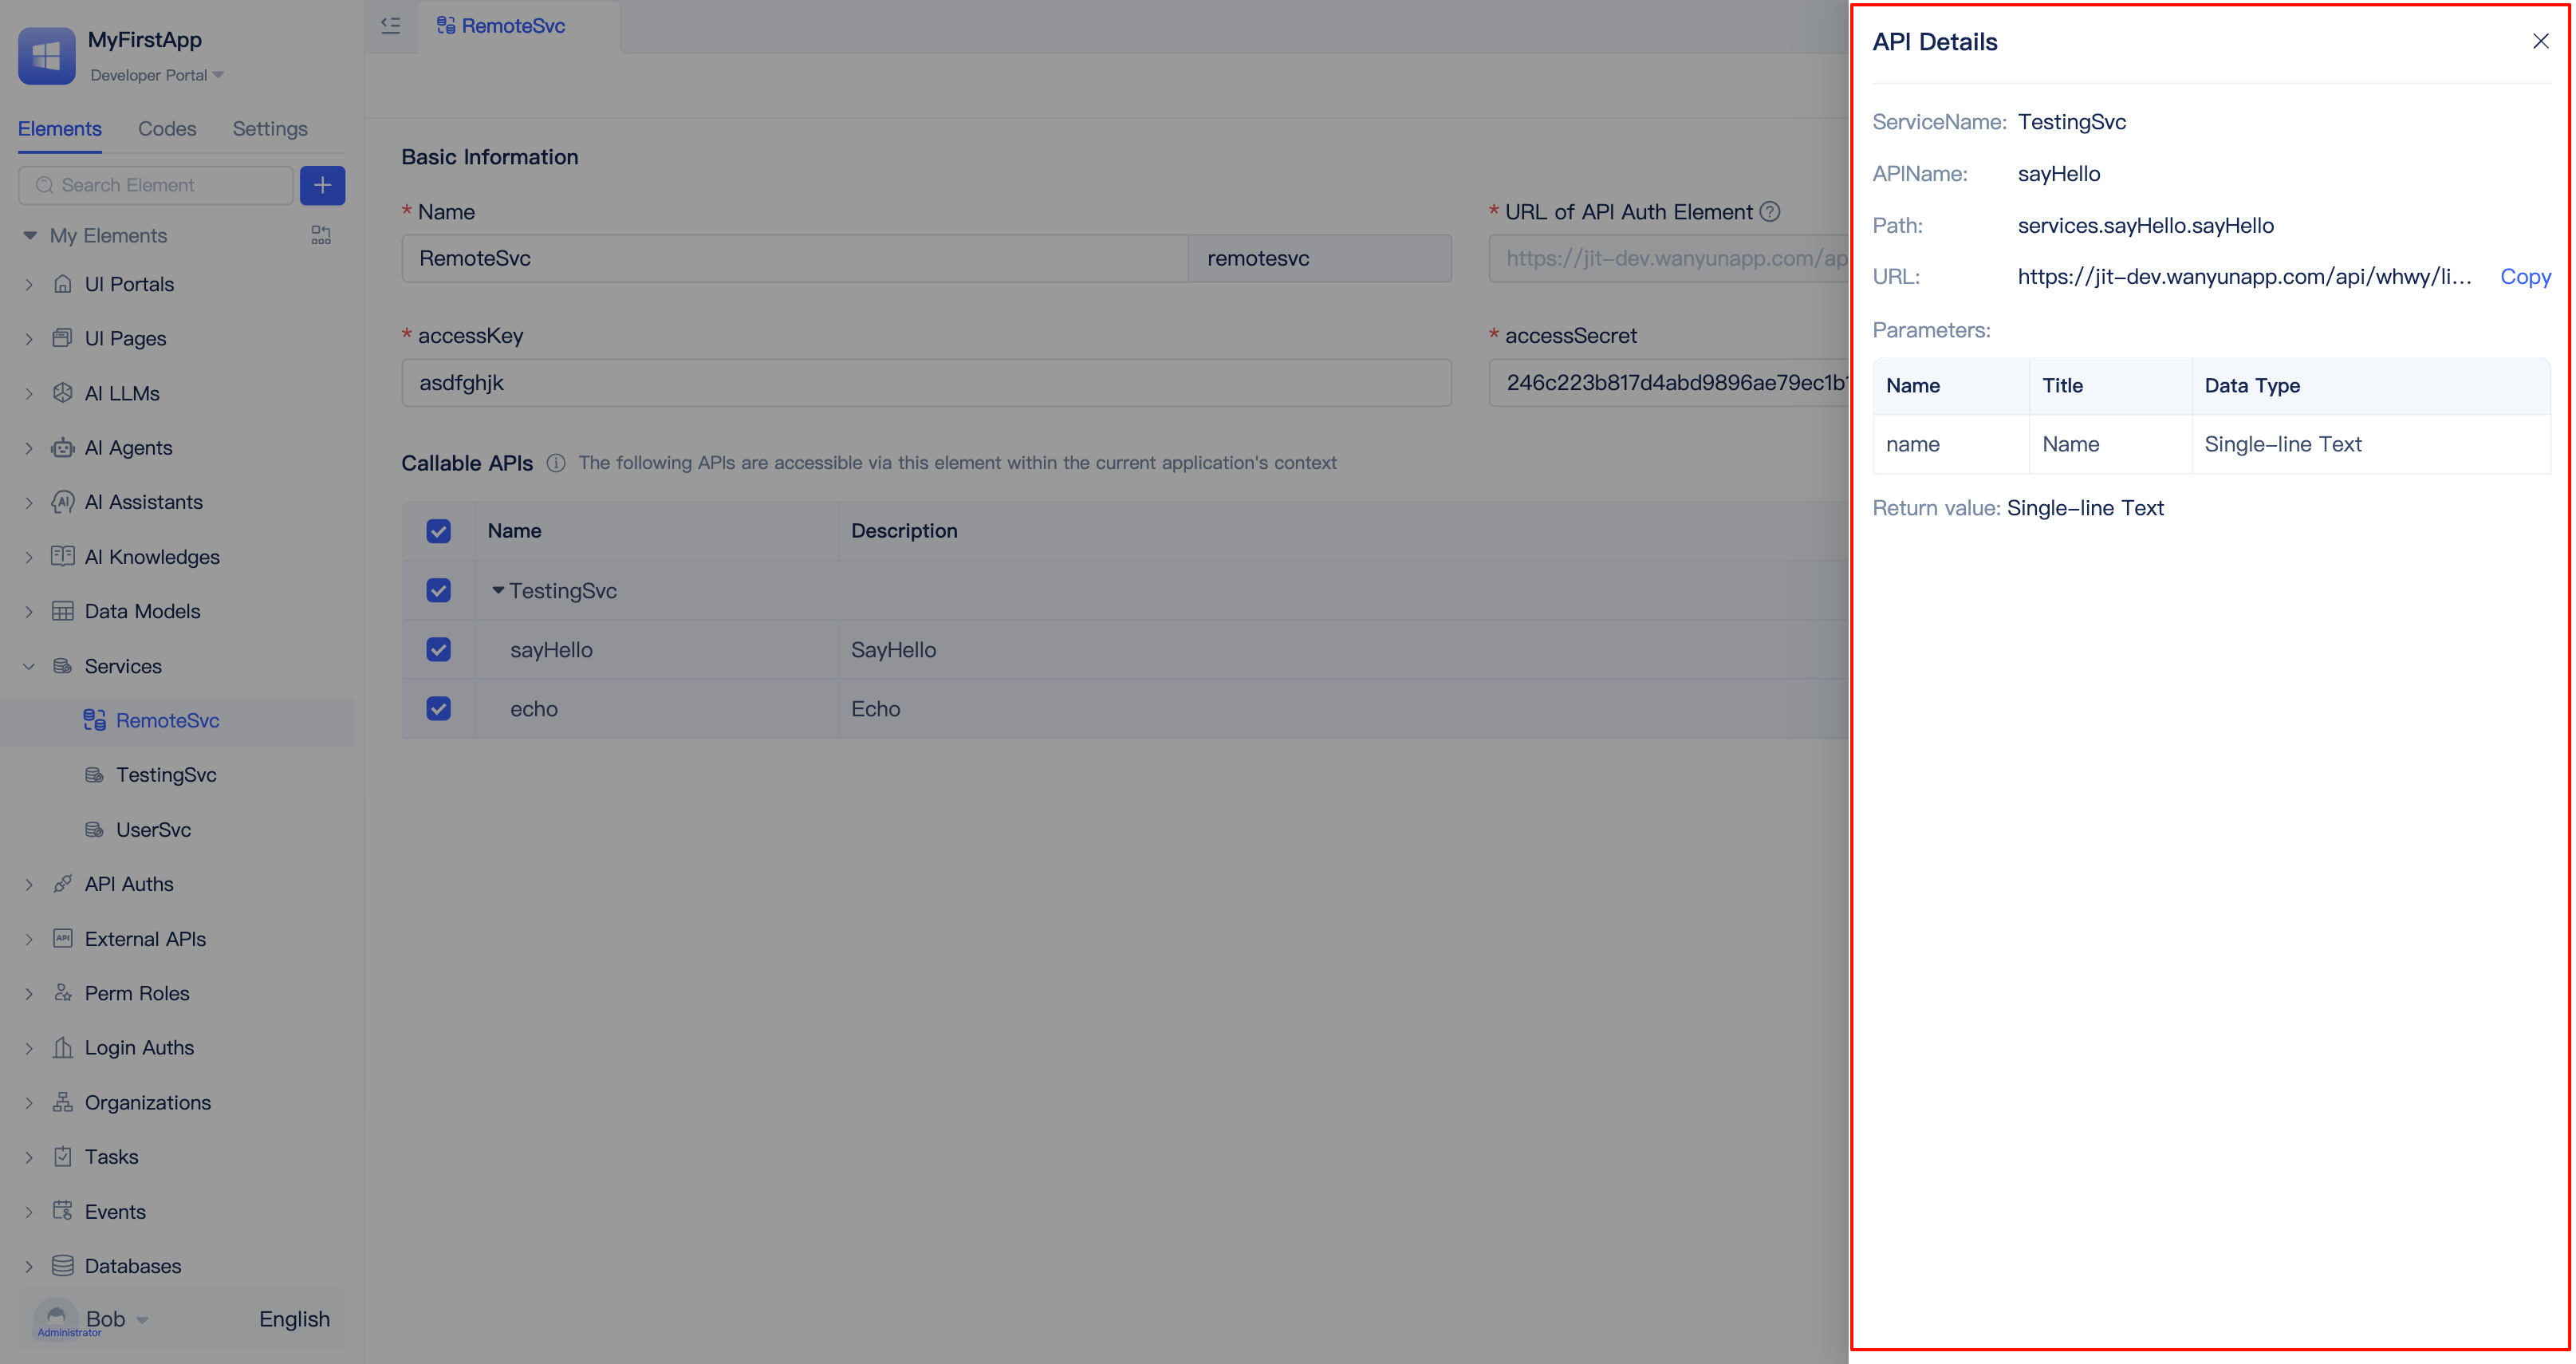 MyFirstApp
Developer Portal
Elements Codes Settings
Search Element
My Elements
UI Portals
UI Pages
AI LLMs
AI Agents
AI Assistants
AI Knowledges
Data Models
Services
RemoteSvc
TestingSvc
UserSvc
API Auths
External APIs
Perm Roles
Login Auths
Organizations
Tasks
Events
Databases
Bob
Administrator
English
RemoteSvc
Basic Information
* Name
RemoteSvc remotesvc
* URL of API Auth Element
https://jit-dev.wanyunapp.com/ap
* accessKey
asdfghjk
* accessSecret
246c223b817d4abd9896ae79ec1b1
Callable APIs The following APIs are accessible via this element within the current application's context
Name Description
TestingSvc
sayHello SayHello
echo Echo
API Details
ServiceName: TestingSvc
APIName: sayHello
Path: services.sayHello.sayHello
URL: https://jit-dev.wanyunapp.com/api/whwy/li... Copy
Parameters:
Name Title Data Type
name Name Single-line Text
Return value: Single-line Text